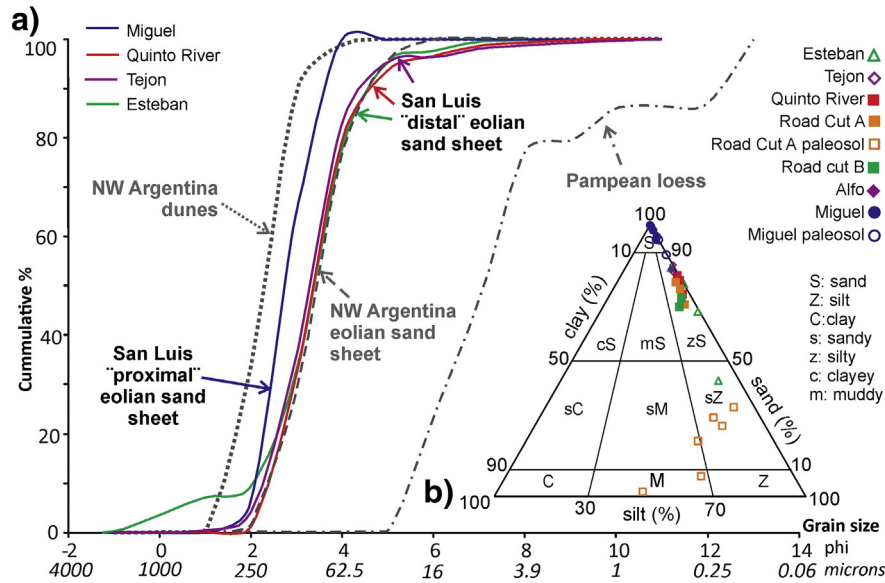 a)
Miguel
Quinto River
Tejon
Esteban
100
80
60
40
20
0
Cummulative %
-2 0 2 4 6 8 10 12 14
4000 1000 250 62.5 16 3.9 1 0.25 0.06
Grain size
phi
microns
NW Argentina
dunes
San Luis
¨distal¨ eolian
sand sheet
NW Argentina
eolian sand
sheet
San Luis
¨proximal¨
eolian sand
sheet
Pampean loess
Esteban
Tejon
Quinto River
Road Cut A
Road Cut A paleosol
Road cut B
Alfo
Miguel
Miguel paleosol
S: sand
Z: silt
C:clay
s: sandy
z: silty
c: clayey
m: muddy
b)
100
10 S 90
clay (%)
cS mS zS
50 50
sand (%)
sC sM sZ
90 10
C M Z
100 30 70 100
silt (%)